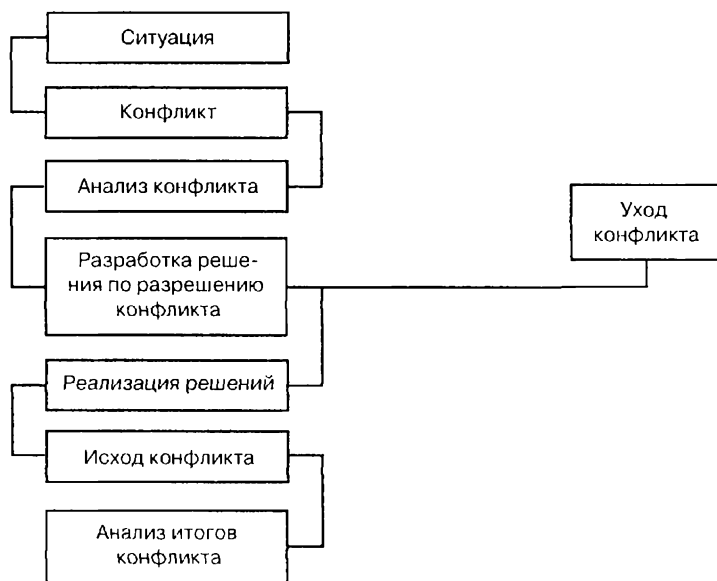 Ситуация
Конфликт
Анализ конфликта
Уход
конфликта
Разработка реше-
ния по разрешению
конфликта
Реализация решений
Исход конфликта
Анализ итогов
конфликта